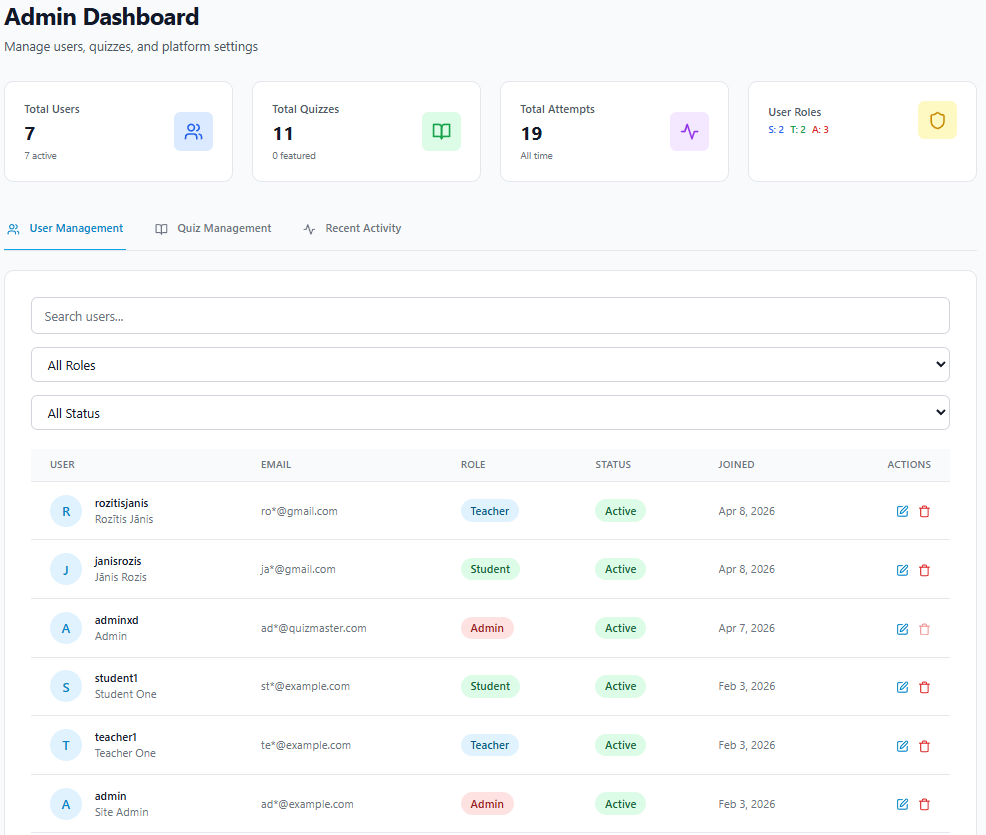 Admin Dashboard
Manage users, quizzes, and platform settings
Total Users
7
7 active
Total Quizzes
11
0 featured
Total Attempts
19
All time
User Roles
S: 2 T: 2 A: 3
User Management Quiz Management Recent Activity
Search users...
All Roles
All Status
USER EMAIL ROLE STATUS JOINED ACTIONS
R rozitisjanis Rozītis Jānis ro*@gmail.com Teacher Active Apr 8, 2026
J janisrozis Jānis Rozis ja*@gmail.com Student Active Apr 8, 2026
A adminxd Admin ad*@quizmaster.com Admin Active Apr 7, 2026
S student1 Student One st*@example.com Student Active Feb 3, 2026
T teacher1 Teacher One te*@example.com Teacher Active Feb 3, 2026
A admin Site Admin ad*@example.com Admin Active Feb 3, 2026